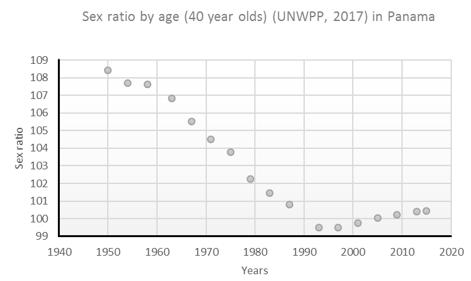 Sex ratio by age (40 year olds) (UNWPP, 2017) in Panama
109
108
107
106
105
104
103
102
101
100
99
Sex ratio
1940 1950 1960 1970 1980 1990 2000 2010 2020
Years